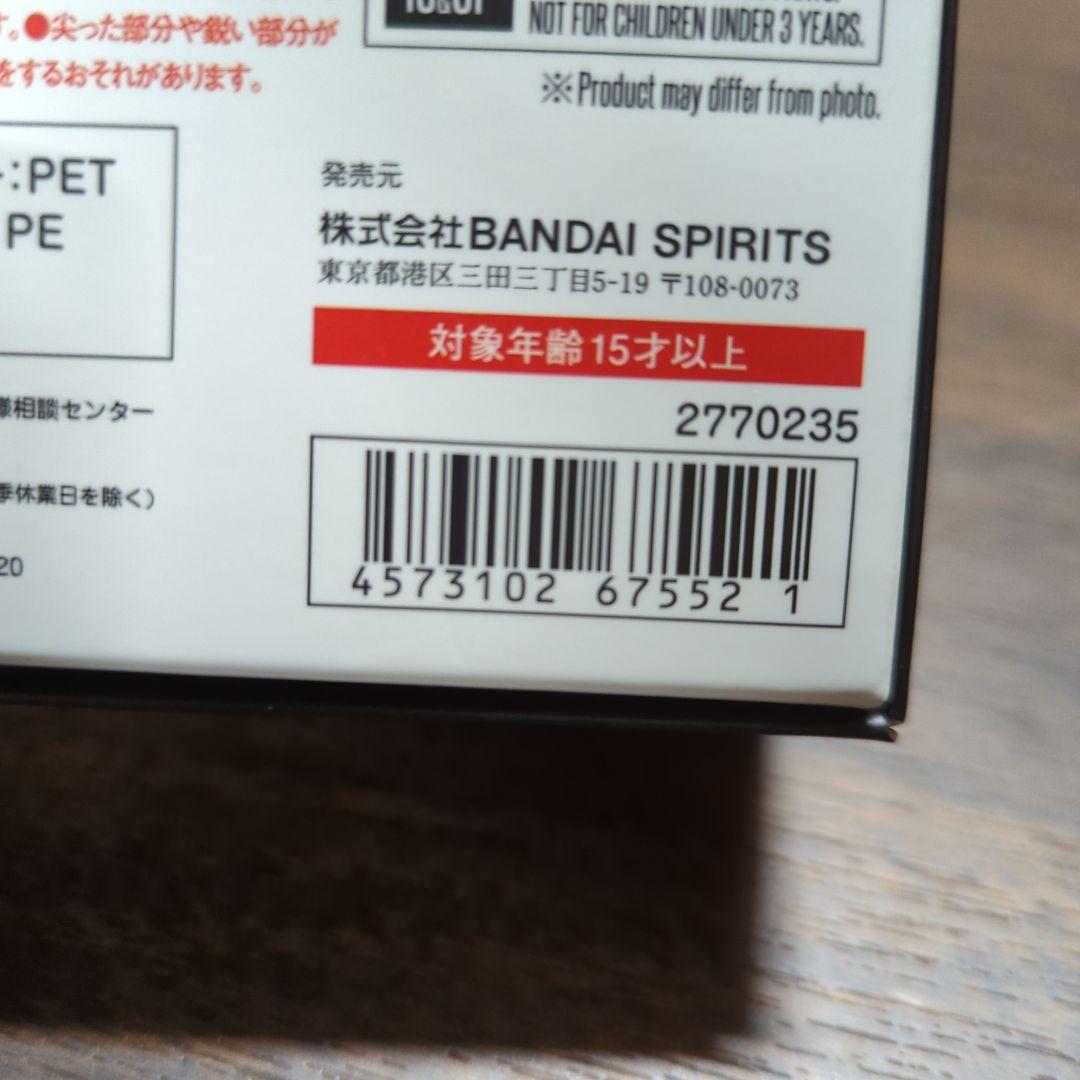 す。●尖った部分や鋭い部分が
をするおそれがあります。
NOT FOR CHILDREN UNDER 3 YEARS.
※Product may differ from photo.
:PET
PE
発売元
株式会社BANDAI SPIRITS
東京都港区三田三丁目5-19 〒108-0073
対象年齢15才以上
2770235
様相談センター
季休業日を除く)
20
4573102 67552 1